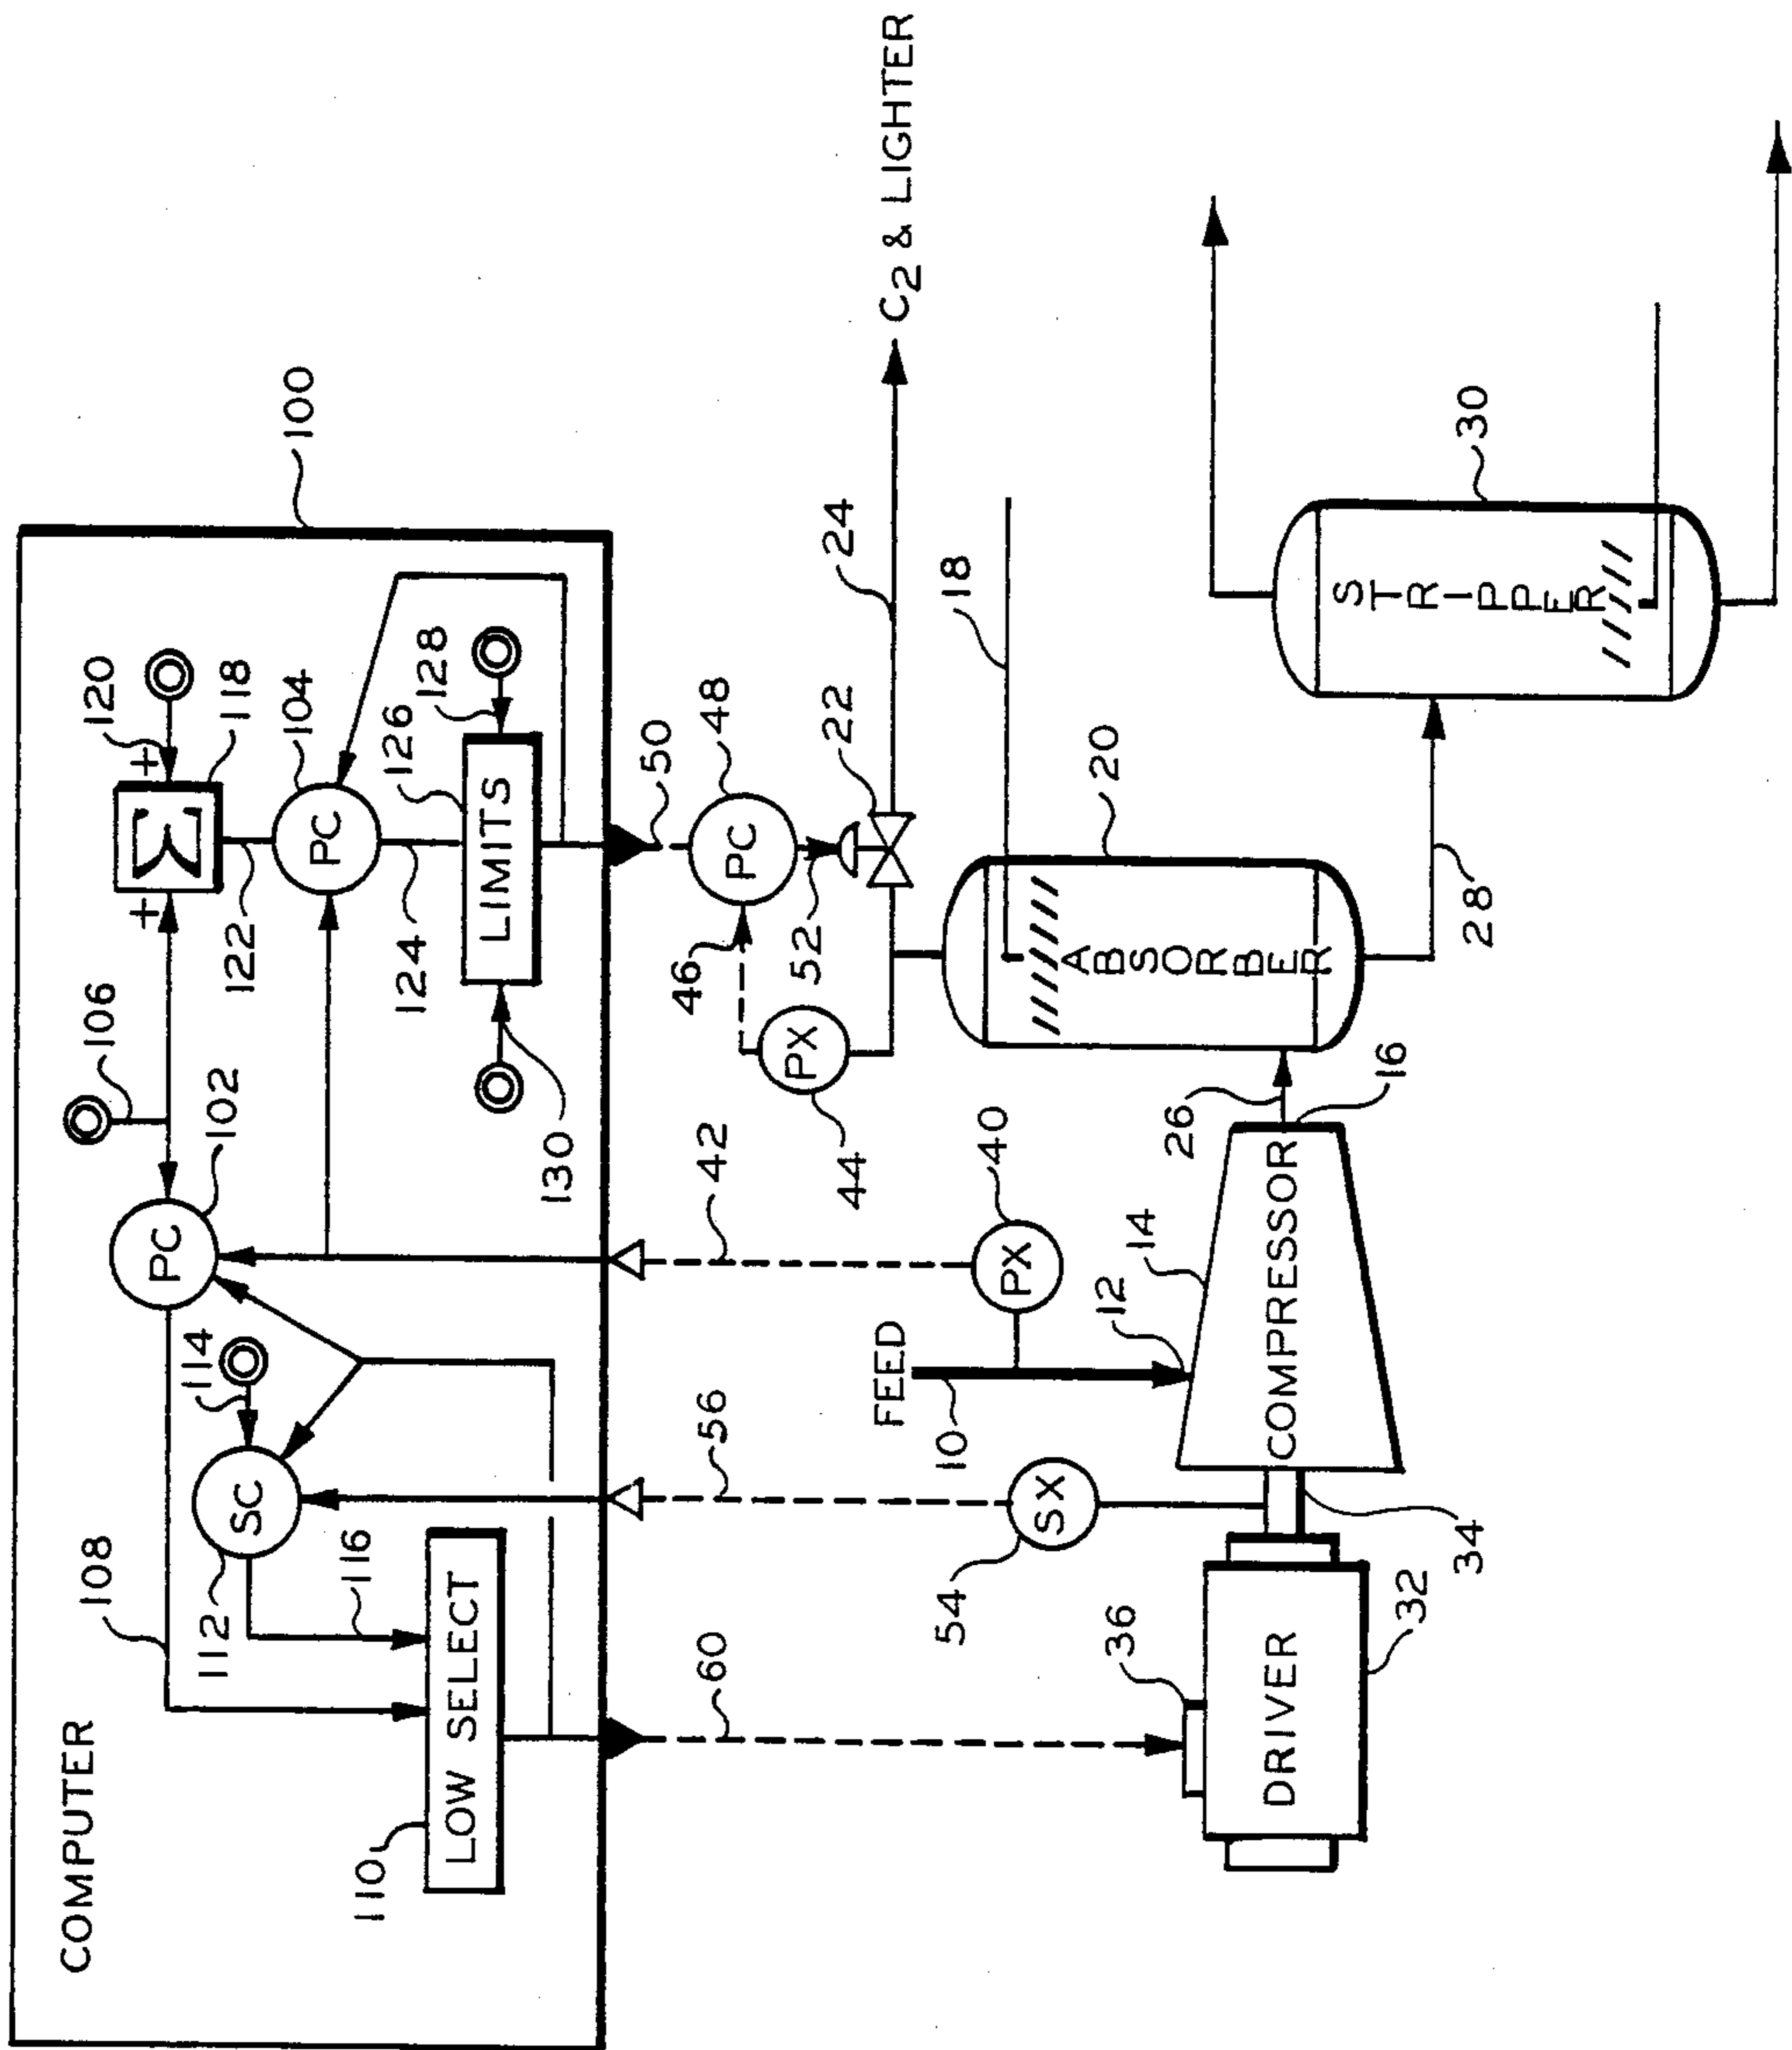 COMPUTER
100
106
120
+
+
Σ
118
102
PC
122
104
PC
108
114
SC
112
116
124
126
LIMITS
128
130
110
LOW SELECT
50
60
56
42
46
48
PC
52
PX
44
22
24
C2 & LIGHTER
18
FEED
10
PX
40
SX
54
12
14
COMPRESSOR
16
26
ABSORBER
20
28
STRIPPER
30
36
DRIVER
32
34